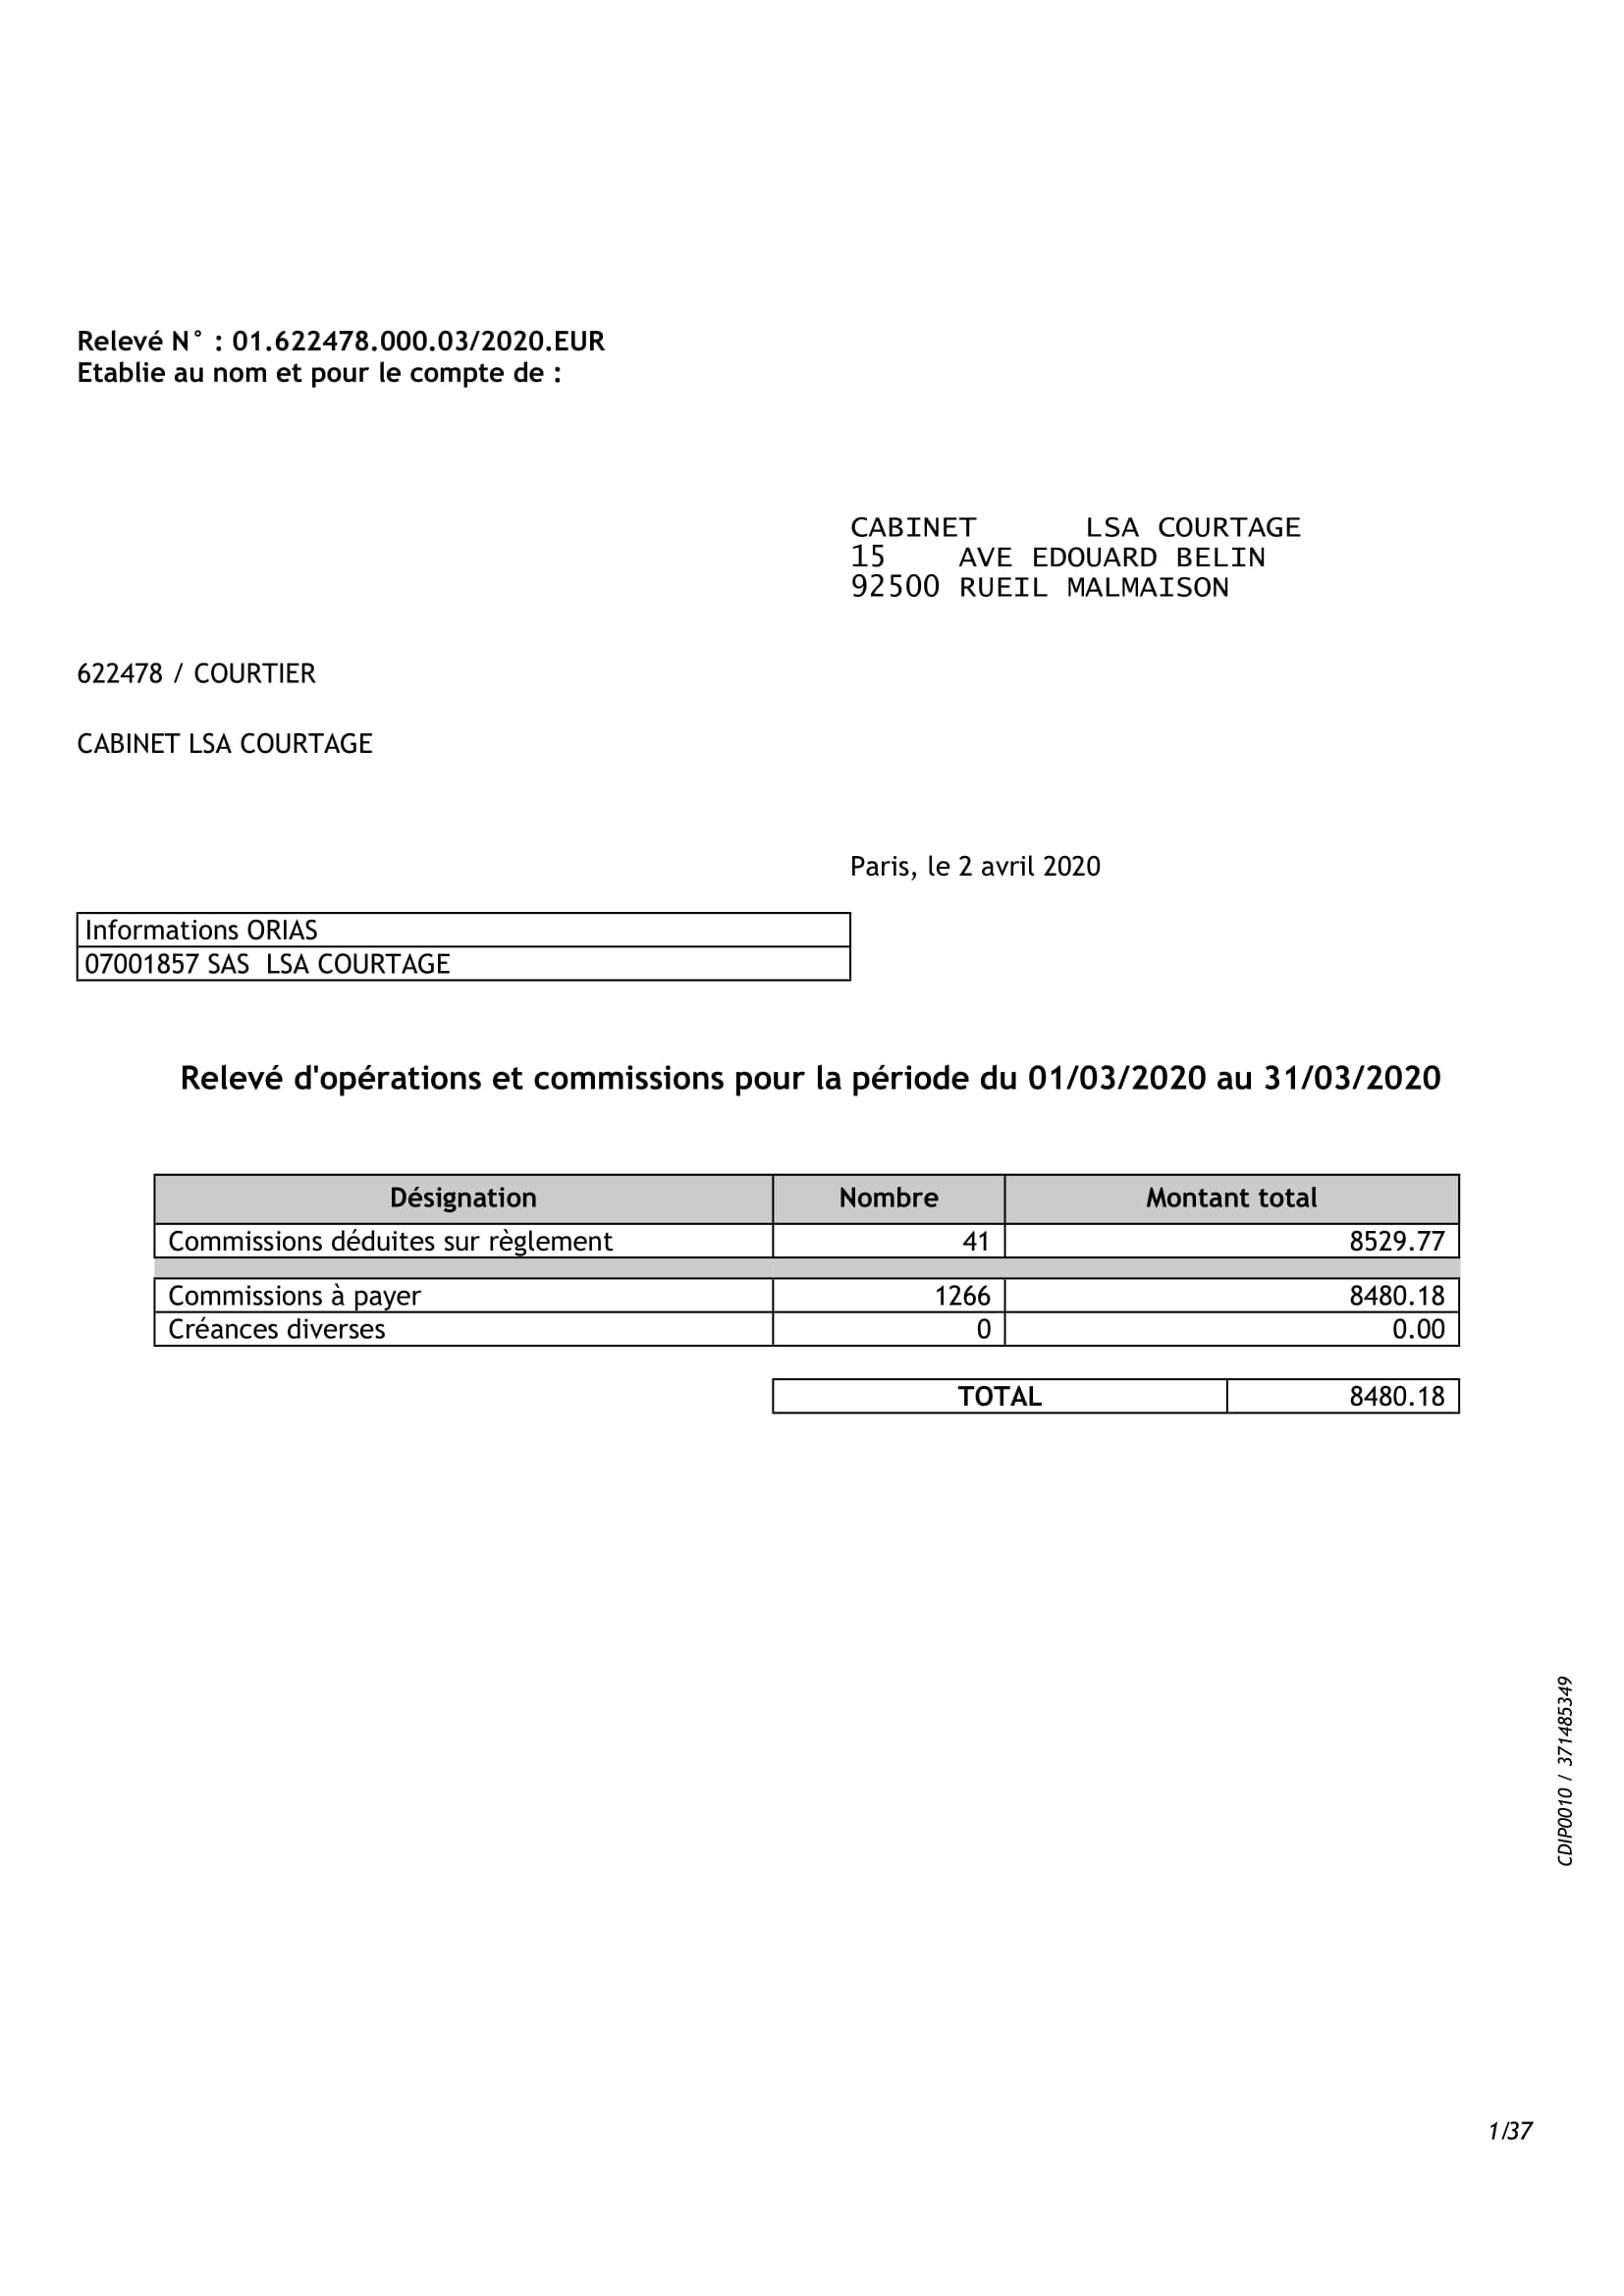 Relevé N° : 01.622478.000.03/2020.EUR
Etablie au nom et pour le compte de :
CABINET LSA COURTAGE
15 AVE EDOUARD BELIN
92500 RUEIL MALMAISON
622478 / COURTIER
CABINET LSA COURTAGE
Paris, le 2 avril 2020
Informations ORIAS
07001857 SAS LSA COURTAGE
Relevé d'opérations et commissions pour la période du 01/03/2020 au 31/03/2020
Désignation Nombre Montant total
Commissions déduites sur règlement 41 8529.77
Commissions à payer 1266 8480.18
Créances diverses 0 0.00
TOTAL 8480.18
CDIP0010 / 371485349
1/37